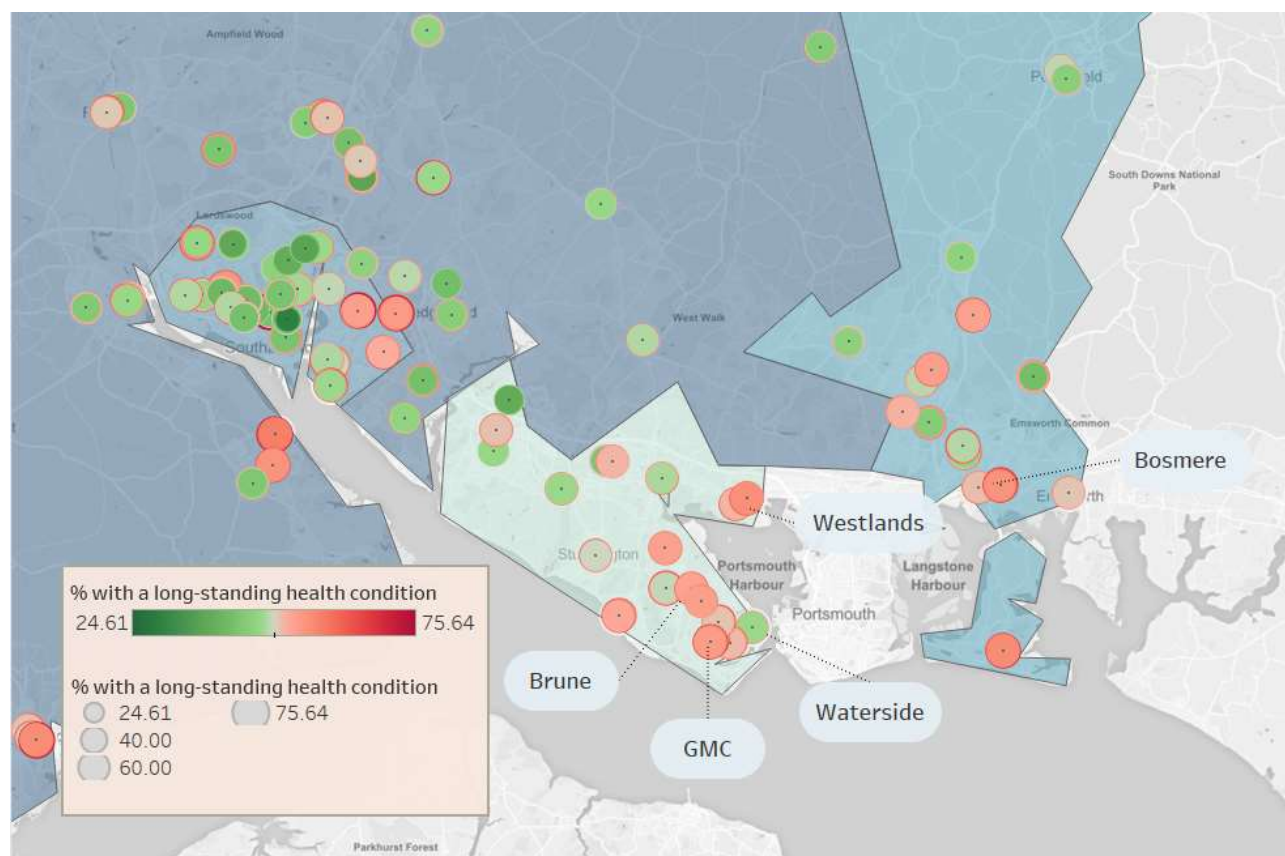 Ampfield Wood
South Downs National
Park
Lordswood
West Walk
Emsworth Common
Bosmere
Westlands
Portsmouth
Harbour
Langstone
Harbour
Portsmouth
% with a long-standing health condition
24.61 75.64
Brune
Waterside
% with a long-standing health condition
24.61 75.64
40.00
60.00
GMC
Parkhurst Forest